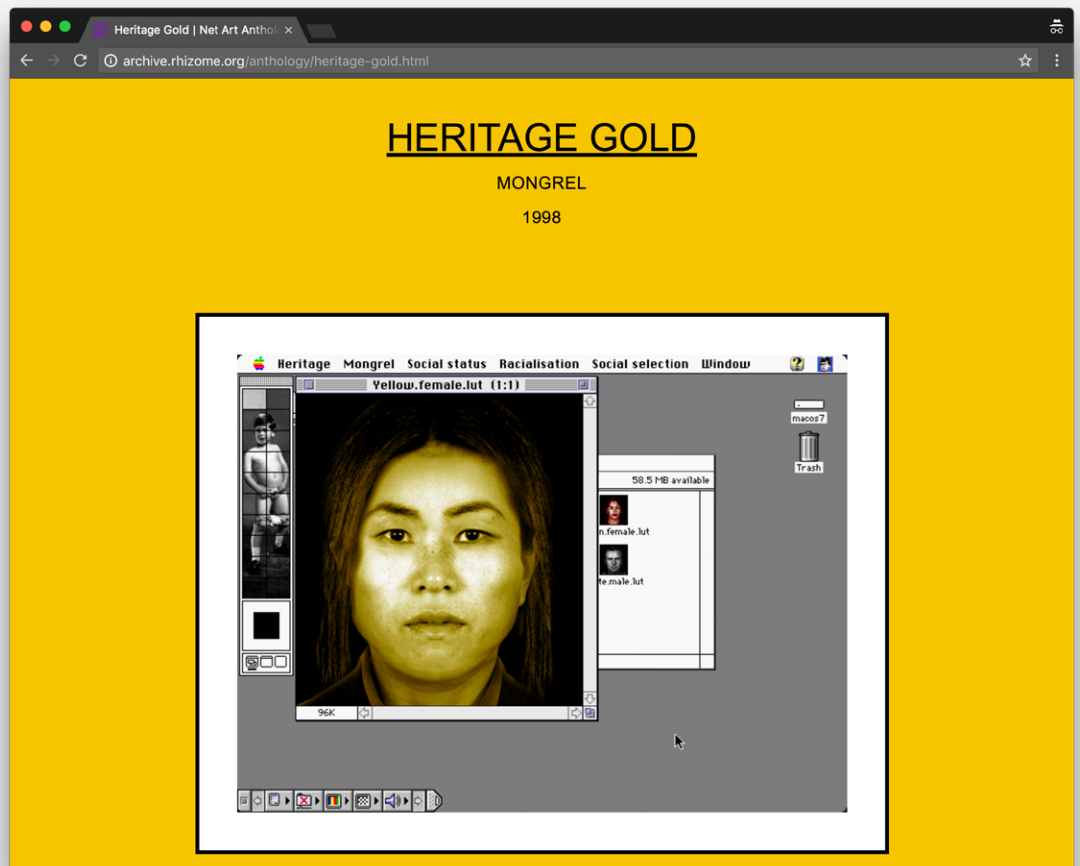 Heritage Gold | Net Art Anthol
archive.rhizome.org/anthology/heritage-gold.html
HERITAGE GOLD
MONGREL
1998
Heritage Mongrel Social status Racialisation Social selection Window
Yellow.female.lut (1:1)
macos7
Trash
58.5 MB available
n.female.lut
te.male.lut
96K